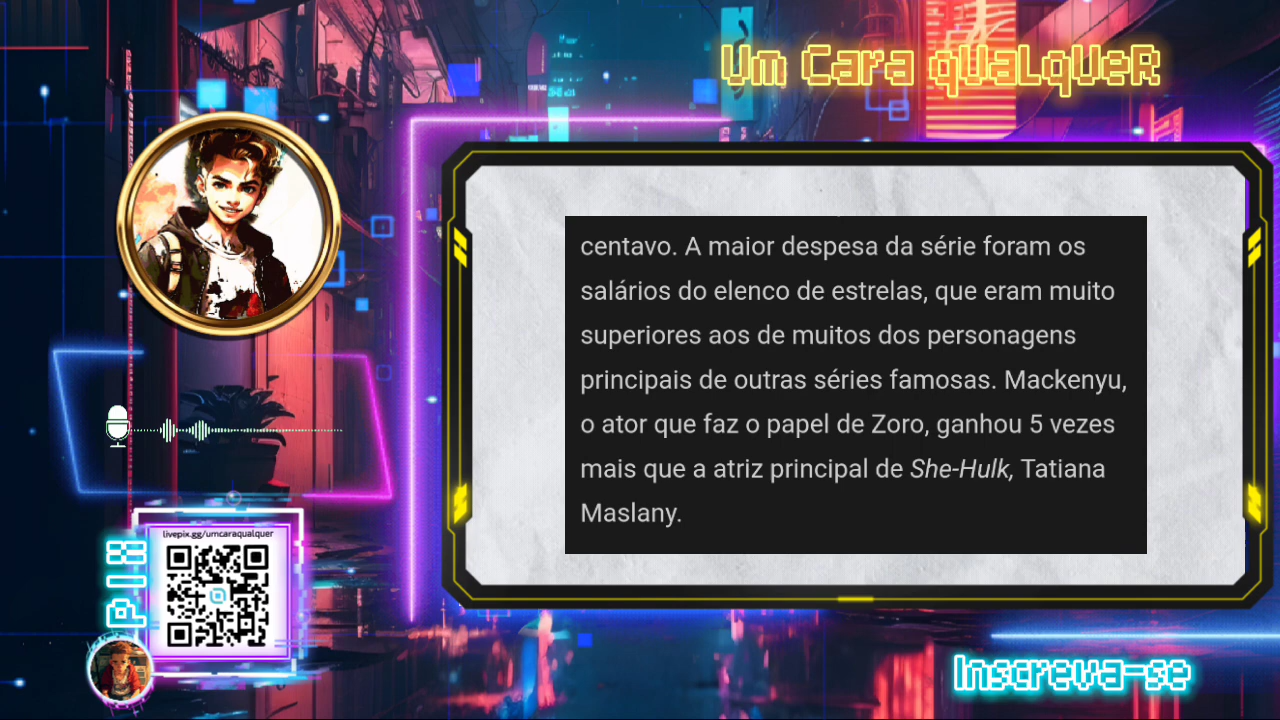 Um Cara qUaLqUeR
centavo. A maior despesa da série foram os
salários do elenco de estrelas, que eram muito
superiores aos de muitos dos personagens
principais de outras séries famosas. Mackenyu,
o ator que faz o papel de Zoro, ganhou 5 vezes
mais que a atriz principal de She-Hulk, Tatiana
Maslany.
livepix.gg/umcaraqualquer
PIX
Inscreva-se